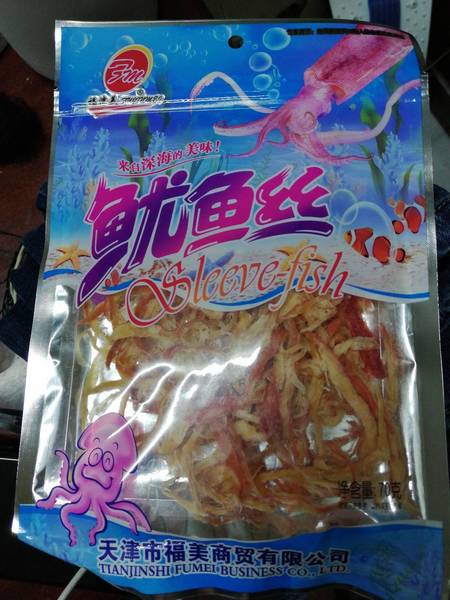 Fm
®
来自深海的美味!
鱿鱼丝
Sleeve-fish
净含量:70克
天津市福美商贸有限公司
TIANJINSHI FUMEI BUSINESS CO., LTD.